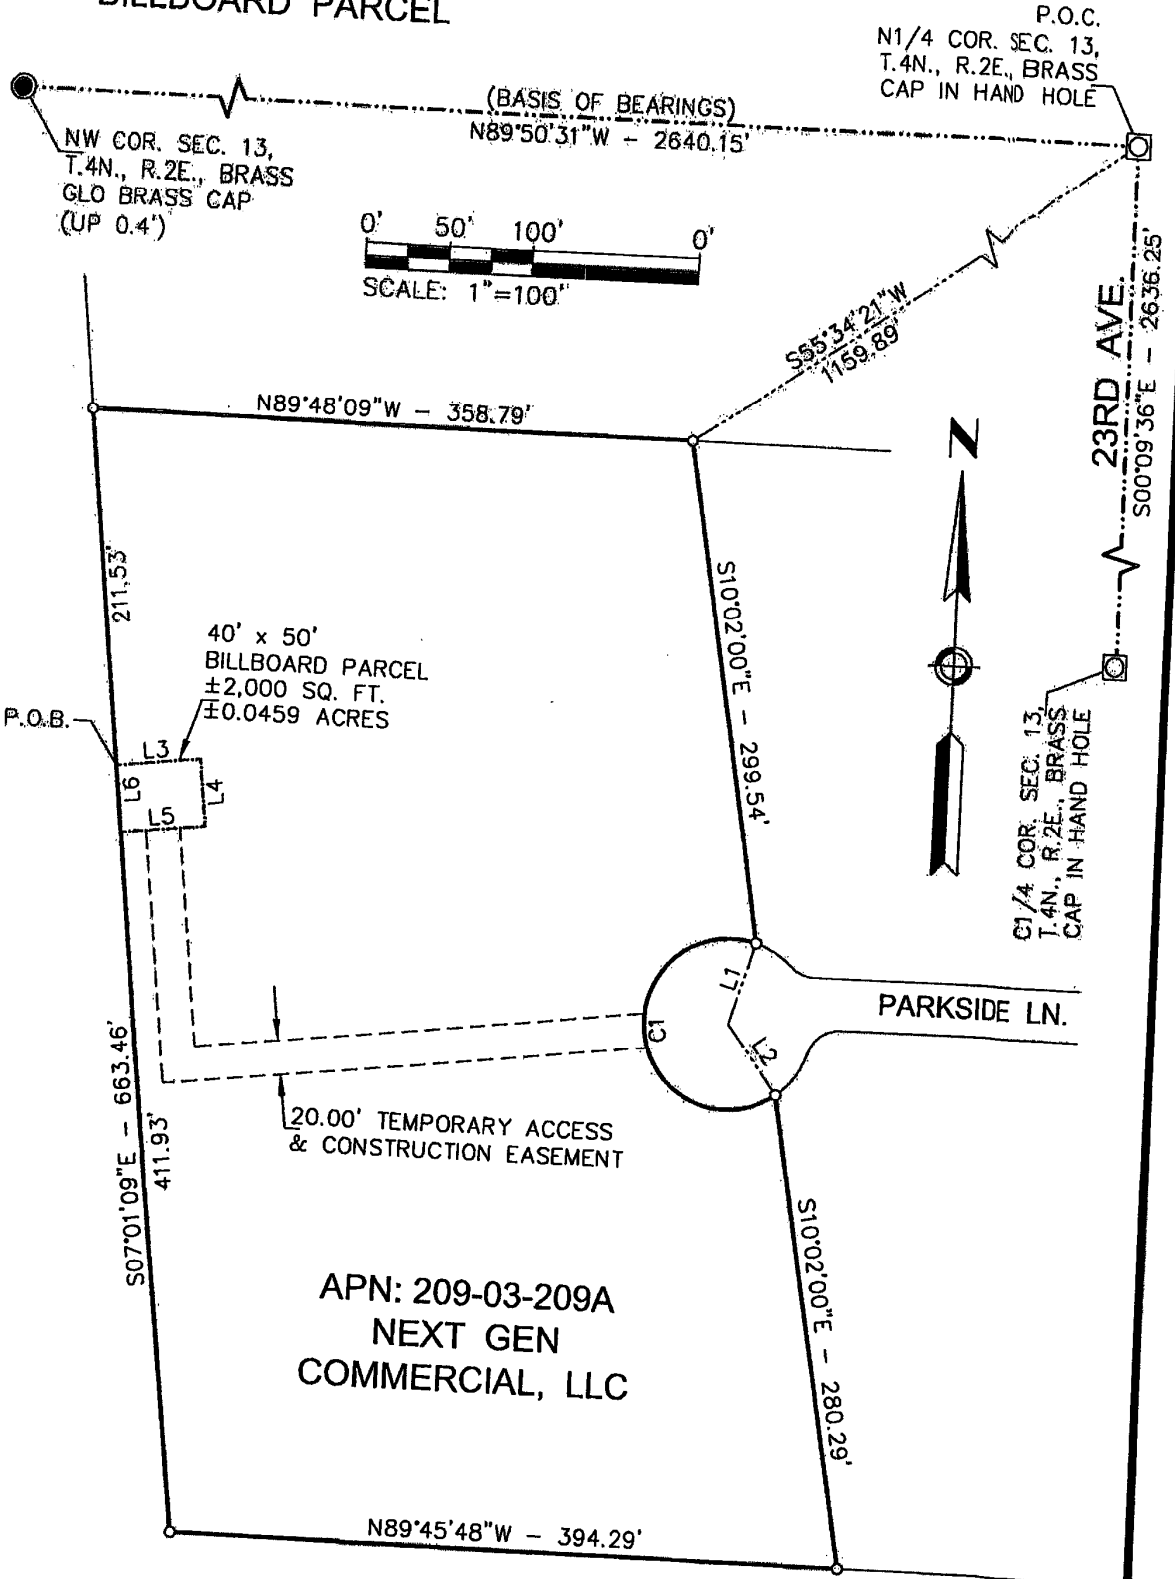 BILLBOARD PARCEL
P.O.C.
N1/4 COR. SEC. 13,
T.4N., R.2E., BRASS
CAP IN HAND HOLE
(BASIS OF BEARINGS)
N89°50'31"W - 2640.15'
NW COR. SEC. 13,
T.4N., R.2E., BRASS
GLO BRASS CAP
(UP 0.4')
0' 50' 100' 0'
SCALE: 1"=100'
S55°34'21"W
1159.89'
23RD AVE.
S00°09'36"E - 2636.25'
N89°48'09"W - 358.79'
N
211.53'
S10°02'00"E - 299.54'
40' x 50'
BILLBOARD PARCEL
±2,000 SQ. FT.
±0.0459 ACRES
P.O.B.
L3
L6
L4
L5
C1/4 COR. SEC. 13,
T.4N., R.2E., BRASS
CAP IN HAND HOLE
L1
C1
L2
PARKSIDE LN.
S07°01'09"E - 663.46'
411.93'
20.00' TEMPORARY ACCESS
& CONSTRUCTION EASEMENT
S10°02'00"E - 280.29'
APN: 209-03-209A
NEXT GEN
COMMERCIAL, LLC
N89°45'48"W - 394.29'